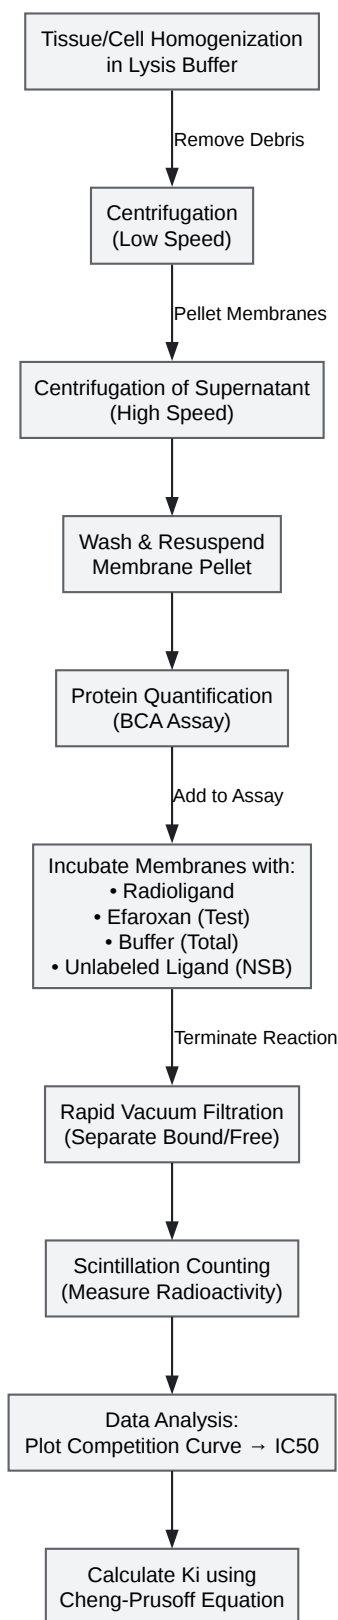 Tissue/Cell Homogenization
in Lysis Buffer
Remove Debris
Centrifugation
(Low Speed)
Pellet Membranes
Centrifugation of Supernatant
(High Speed)
Wash & Resuspend
Membrane Pellet
Protein Quantification
(BCA Assay)
Add to Assay
Incubate Membranes with:
• Radioligand
• Efaroxan (Test)
• Buffer (Total)
• Unlabeled Ligand (NSB)
Terminate Reaction
Rapid Vacuum Filtration
(Separate Bound/Free)
Scintillation Counting
(Measure Radioactivity)
Data Analysis:
Plot Competition Curve → IC50
Calculate Ki using
Cheng-Prusoff Equation